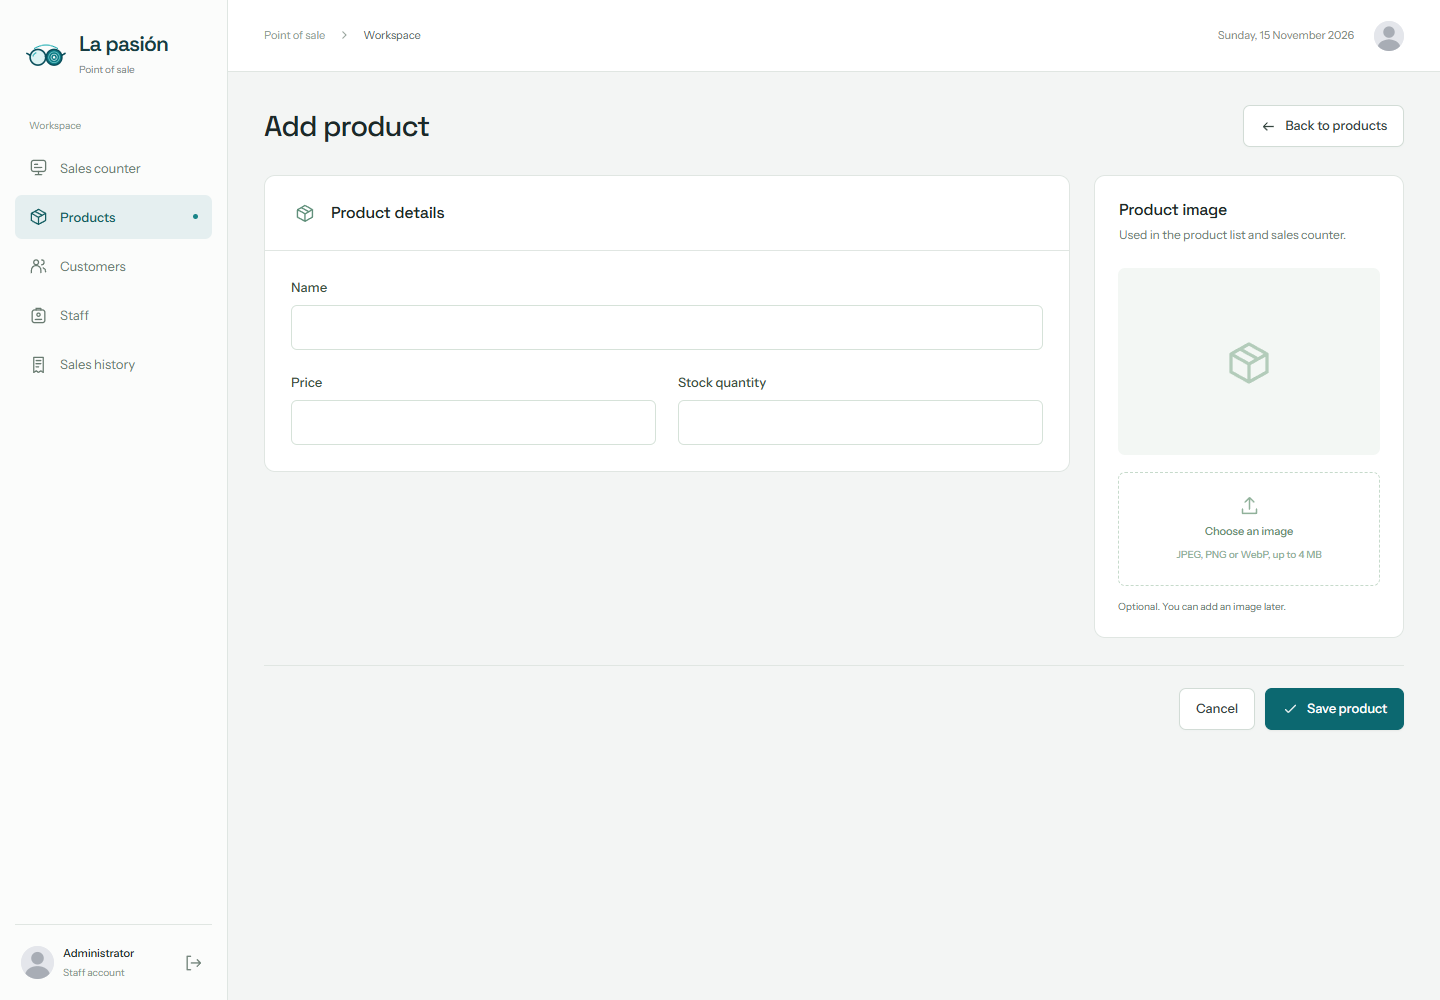 La pasión
Point of sale
Workspace
Sales counter
Products
Customers
Staff
Sales history
Administrator
Staff account
Point of sale
Workspace
Sunday, 15 November 2026
Add product
Back to products
Product details
Name
Price
Stock quantity
Product image
Used in the product list and sales counter.
Choose an image
JPEG, PNG or WebP, up to 4 MB
Optional. You can add an image later.
Cancel
Save product